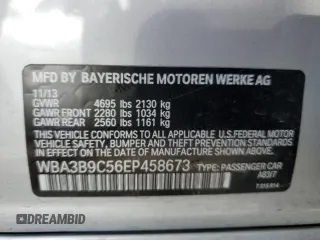 MFD BY BAYERISCHE MOTOREN WERKE AG
11/13
GVWR 4695 lbs 2130 kg
GAWR FRONT 2280 lbs 1034 kg
GAWR REAR 2560 lbs 1161 kg
THIS VEHICLE CONFORMS TO ALL APPLICABLE U.S. FEDERAL MOTOR
VEHICLE SAFETY, BUMPER AND THEFT PREVENTION STANDARDS
IN EFFECT ON THE DATE OF MANUFACTURE SHOWN ABOVE.
WBA3B9C56EP458673 TYPE: PASSENGER CAR